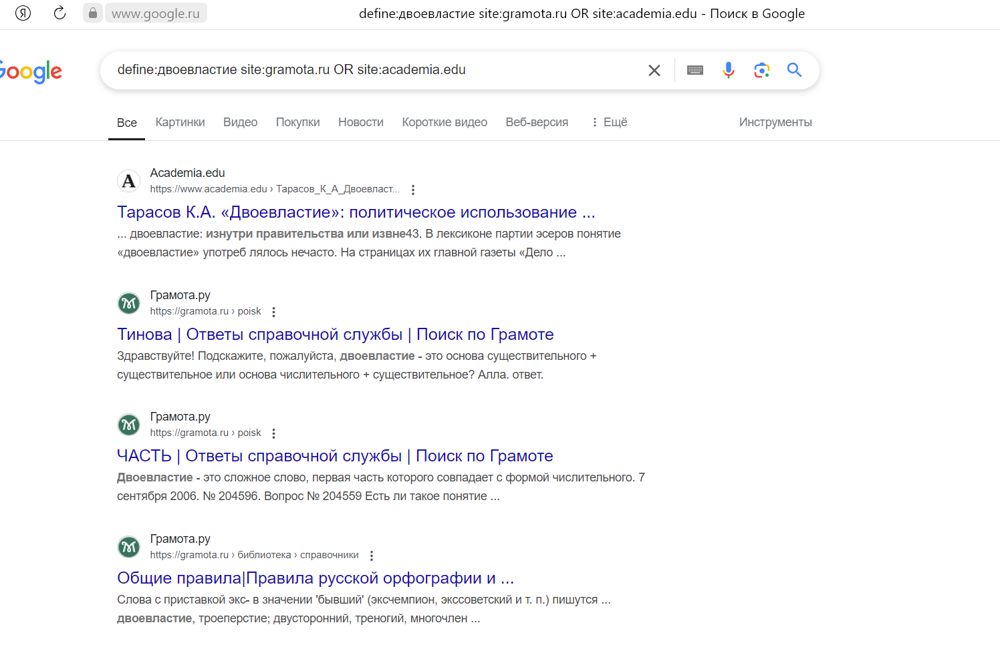 Я www.google.ru define:двоевластие site:gramota.ru OR site:academia.edu - Поиск в Google
Google define:двоевластие site:gramota.ru OR site:academia.edu
Все Картинки Видео Покупки Новости Короткие видео Веб-версия Ещё Инструменты
A Academia.edu
https://www.academia.edu › Тарасов_К_А_Двоевласт...
Тарасов К.А. «Двоевластие»: политическое использование ...
... двоевластие: изнутри правительства или извне43. В лексиконе партии эсеров понятие
«двоевластие» употреб лялось нечасто. На страницах их главной газеты «Дело ...
Грамота.ру
https://gramota.ru › poisk
Тинова | Ответы справочной службы | Поиск по Грамоте
Здравствуйте! Подскажите, пожалуйста, двоевластие - это основа существительного +
существительное или основа числительного + существительное? Алла. ответ.
Грамота.ру
https://gramota.ru › poisk
ЧАСТЬ | Ответы справочной службы | Поиск по Грамоте
Двоевластие - это сложное слово, первая часть которого совпадает с формой числительного. 7
сентября 2006. № 204596. Вопрос № 204559 Есть ли такое понятие ...
Грамота.ру
https://gramota.ru › библиотека › справочники
Общие правила|Правила русской орфографии и ...
Слова с приставкой экс- в значении 'бывший' (эксчемпион, экссоветский и т. п.) пишутся ...
двоевластие, троеперстие; двусторонний, треногий, многочлен ...